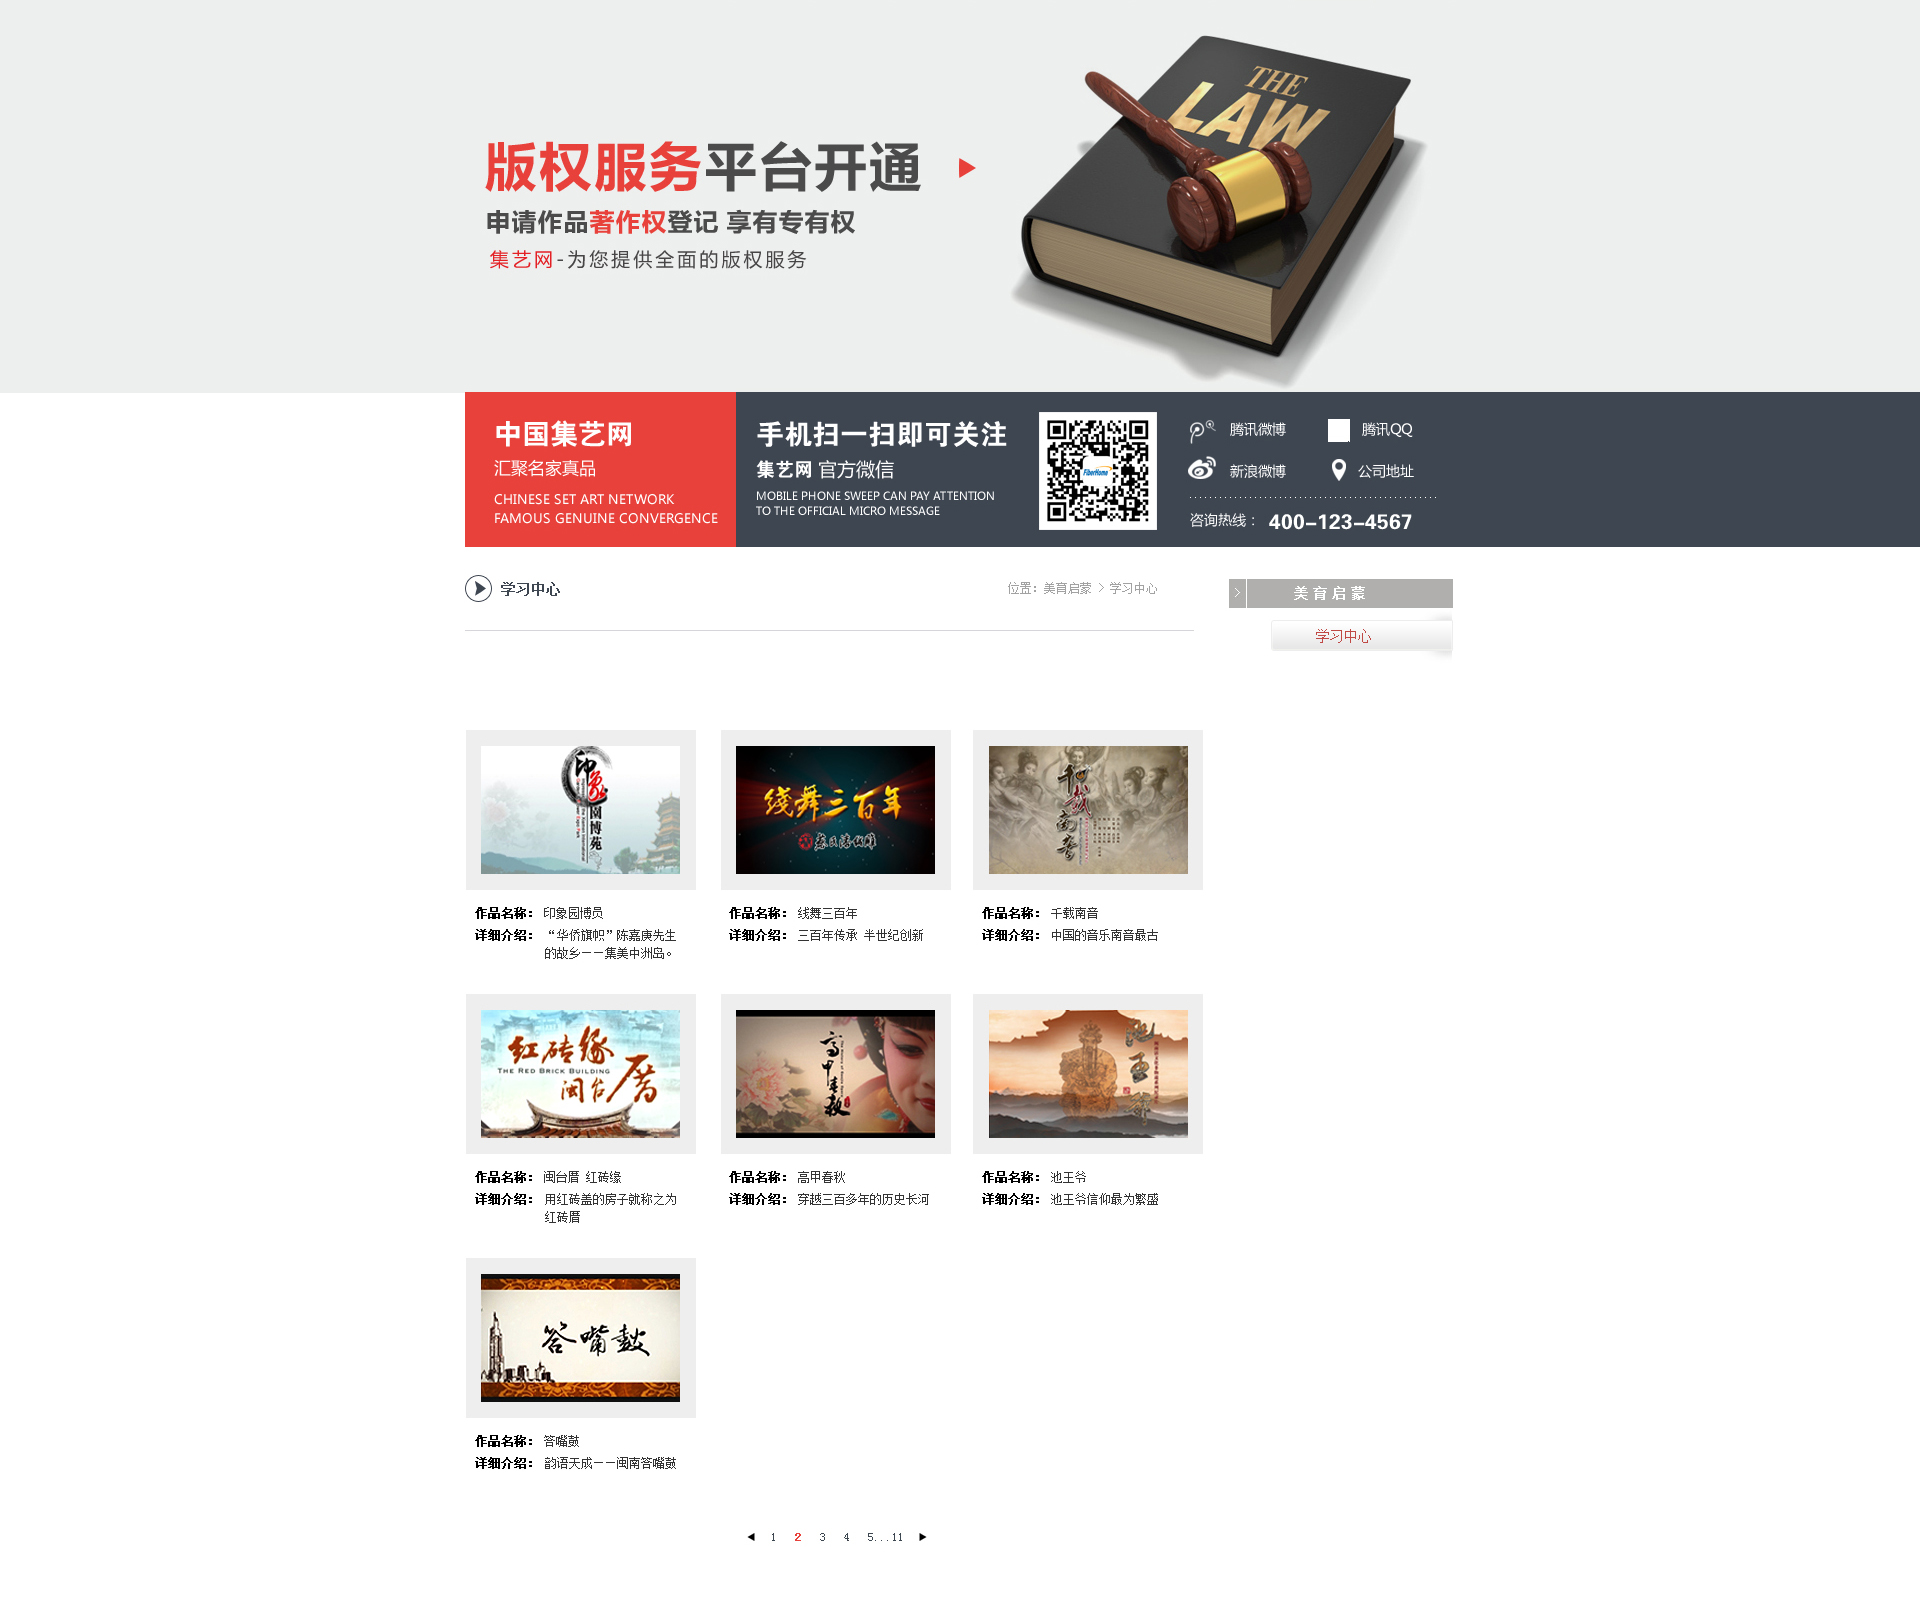 THE
LAW
版权服务平台开通
申请作品著作权登记 享有专有权
集艺网-为您提供全面的版权服务
中国集艺网
汇聚名家真品
CHINESE SET ART NETWORK
FAMOUS GENUINE CONVERGENCE
手机扫一扫即可关注
集艺网 官方微信
MOBILE PHONE SWEEP CAN PAY ATTENTION
TO THE OFFICIAL MICRO MESSAGE
FiberHome
腾讯微博
腾讯QQ
新浪微博
公司地址
咨询热线： 400-123-4567
学习中心
位置：美育启蒙 > 学习中心
美育启蒙
学习中心
印象
园博苑
线舞三百年
千载南音
作品名称： 印象园博员
详细介绍： “华侨旗帜”陈嘉庚先生
的故乡——集美中洲岛。
作品名称： 线舞三百年
详细介绍： 三百年传承 半世纪创新
作品名称： 千载南音
详细介绍： 中国的音乐南音最古
红砖缘
THE RED BRICK BUILDING
闽台厝
高甲春秋
池王爷
作品名称： 闽台厝 红砖缘
详细介绍： 用红砖盖的房子就称之为
红砖厝
作品名称： 高甲春秋
详细介绍： 穿越三百多年的历史长河
作品名称： 池王爷
详细介绍： 池王爷信仰最为繁盛
答嘴鼓
作品名称： 答嘴鼓
详细介绍： 韵语天成——闽南答嘴鼓
1 2 3 4 5...11